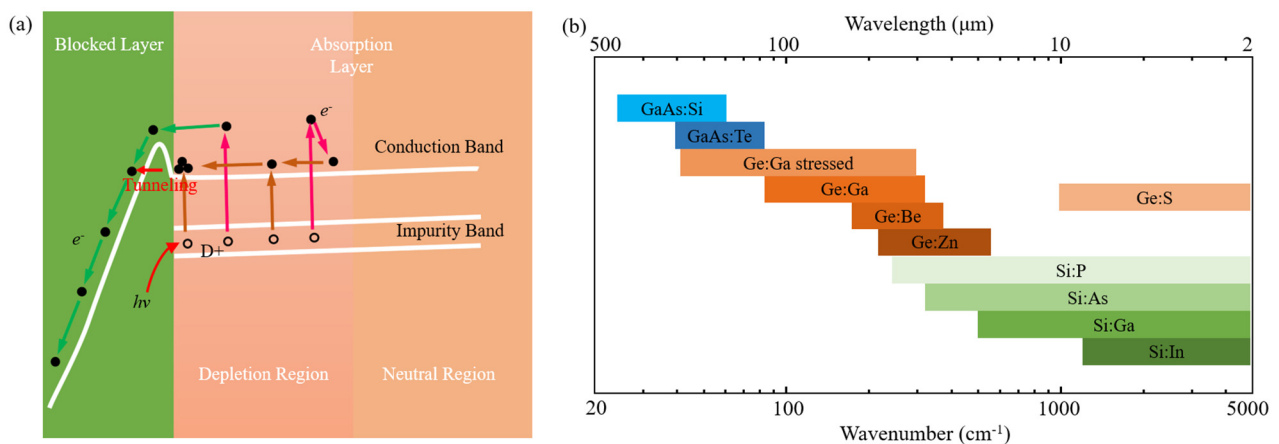 (a)
Blocked Layer
Absorption
Layer
e-
Conduction Band
Tunneling
Impurity Band
e-
D+
hν
Depletion Region
Neutral Region
(b)
Wavelength (μm)
500 100 10 2
GaAs:Si
GaAs:Te
Ge:Ga stressed
Ge:Ga
Ge:S
Ge:Be
Ge:Zn
Si:P
Si:As
Si:Ga
Si:In
20 100 1000 5000
Wavenumber (cm-1)